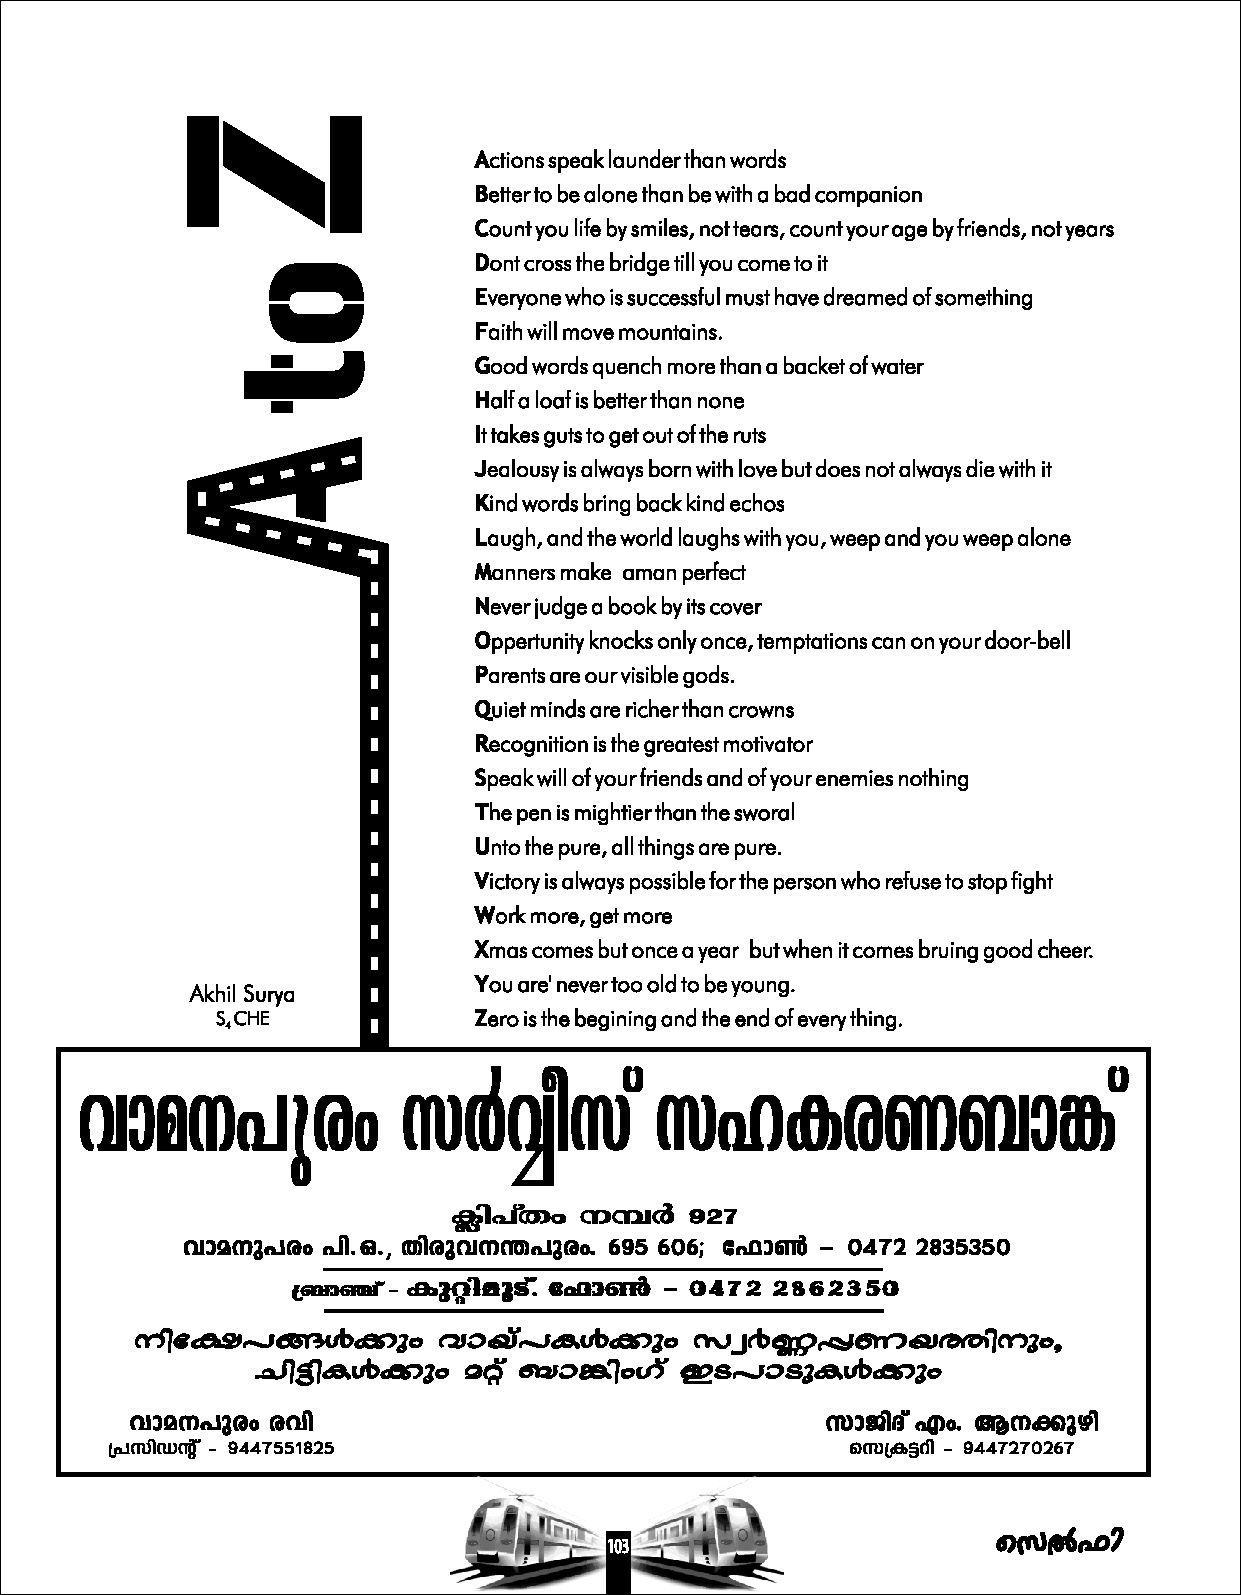 A to Z
Actions speak launder than words
Better to be alone than be with a bad companion
Count you life by smiles, not tears, count your age by friends, not years
Dont cross the bridge till you come to it
Everyone who is successful must have dreamed of something
Faith will move mountains.
Good words quench more than a backet of water
Half a loaf is better than none
It takes guts to get out of the ruts
Jealousy is always born with love but does not always die with it
Kind words bring back kind echos
Laugh, and the world laughs with you, weep and you weep alone
Manners make aman perfect
Never judge a book by its cover
Oppertunity knocks only once, temptations can on your door-bell
Parents are our visible gods.
Quiet minds are richer than crowns
Recognition is the greatest motivator
Speak will of your friends and of your enemies nothing
The pen is mightier than the sworal
Unto the pure, all things are pure.
Victory is always possible for the person who refuse to stop fight
Work more, get more
Xmas comes but once a year but when it comes bruing good cheer.
You are' never too old to be young.
Zero is the begining and the end of every thing.
Akhil Surya
S4 CHE
വാമനപുരം സർവ്വീസ് സഹകരണബാങ്ക്
ക്ലിപ്തം നമ്പർ 927
വാമനുപരം പി.ഒ., തിരുവനന്തപുരം. 695 606; ഫോൺ – 0472 2835350
ബ്രാഞ്ച് - കുറ്റിമൂട്. ഫോൺ – 0472 2862350
നിക്ഷേപങ്ങൾക്കും വായ്പകൾക്കും സ്വർണ്ണപ്പണയത്തിനും,
ചിട്ടികൾക്കും മറ്റ് ബാങ്കിംഗ് ഇടപാടുകൾക്കും
വാമനപുരം രവി
പ്രസിഡന്റ് – 9447551825
സാജിദ് എം. ആനക്കുഴി
സെക്രട്ടറി – 9447270267
103
സെൽഫി